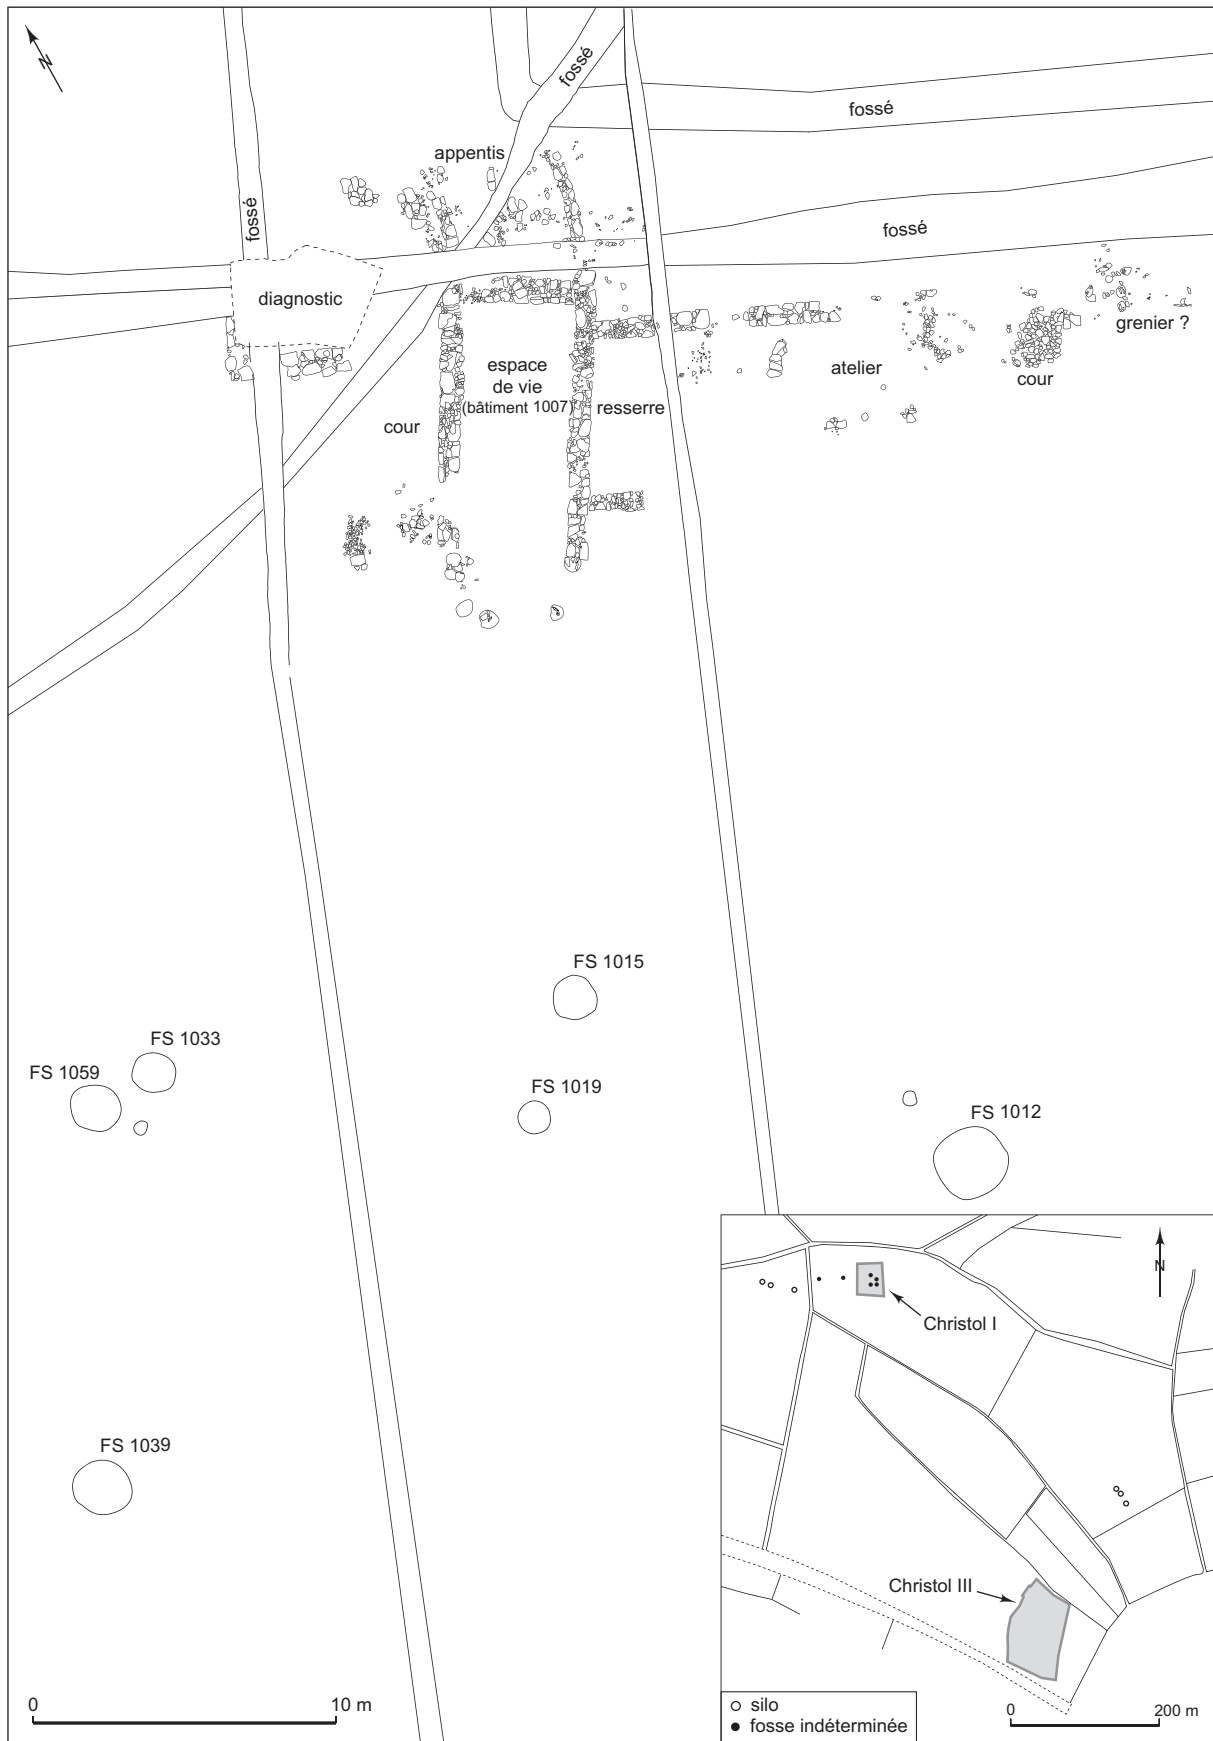 N
fossé
fossé
appentis
fossé
fossé
diagnostic
grenier ?
espace
de vie
(bâtiment 1007)
atelier
cour
resserre
cour
FS 1015
FS 1033
FS 1059
FS 1019
FS 1012
N
Christol I
FS 1039
Christol III
0 10 m
silo
fosse indéterminée
0 200 m